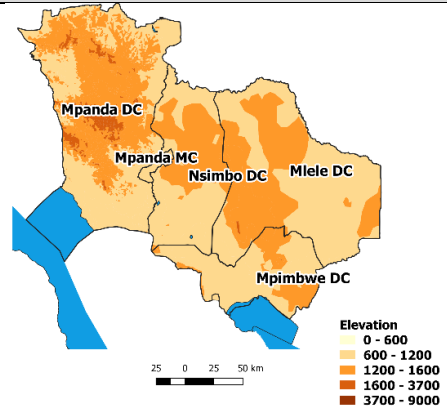 Mpanda DC
Mpanda MC
Nsimbo DC
Mlele DC
Mpimbwe DC
Elevation
0 - 600
600 - 1200
1200 - 1600
1600 - 3700
3700 - 9000
25 0 25 50 km